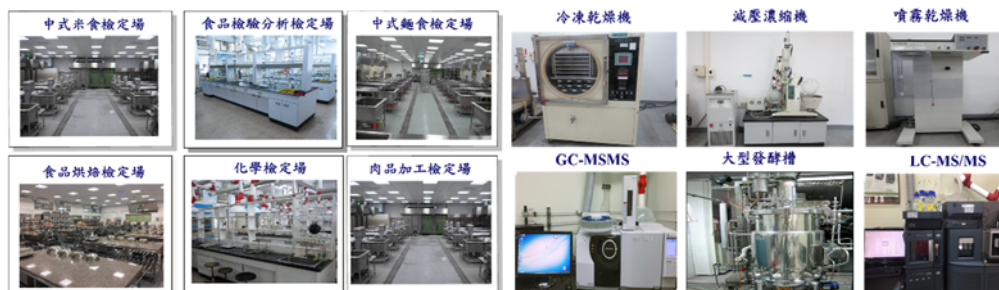 中式米食檢定場
食品檢驗分析檢定場
中式麵食檢定場
冷凍乾燥機
減壓濃縮機
噴霧乾燥機
食品烘焙檢定場
化學檢定場
肉品加工檢定場
GC-MSMS
大型發酵槽
LC-MS/MS